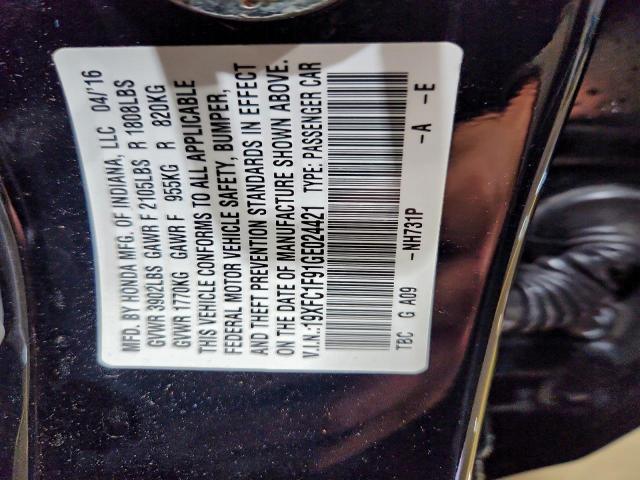 MFD. BY HONDA MFG. OF INDIANA, LLC 04/'16
GVWR 3902LBS GAWR F 2105LBS R 1808LBS
GVWR 1770KG GAWR F 955KG R 820KG
THIS VEHICLE CONFORMS TO ALL APPLICABLE
FEDERAL MOTOR VEHICLE SAFETY, BUMPER,
AND THEFT PREVENTION STANDARDS IN EFFECT
ON THE DATE OF MANUFACTURE SHOWN ABOVE.
V.I.N.:19XFC1F91GE024421 TYPE: PASSENGER CAR
TBC G A09 -NH731P -A -E